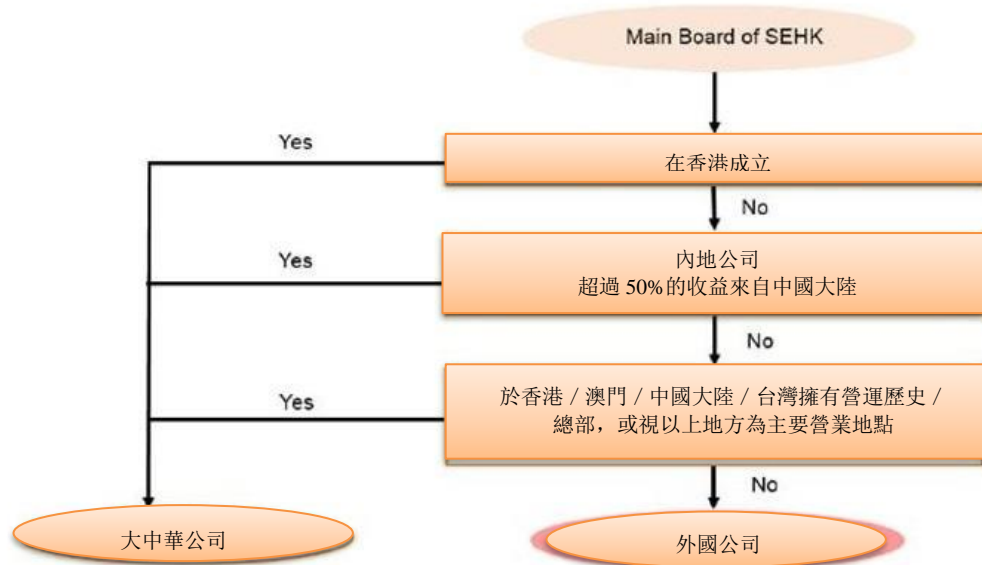 Main Board of SEHK
Yes
在香港成立
No
Yes
內地公司
超過 50%的收益來自中國大陸
No
Yes
於香港 / 澳門 / 中國大陸 / 台灣擁有營運歷史 /
總部，或視以上地方為主要營業地點
No
大中華公司
外國公司